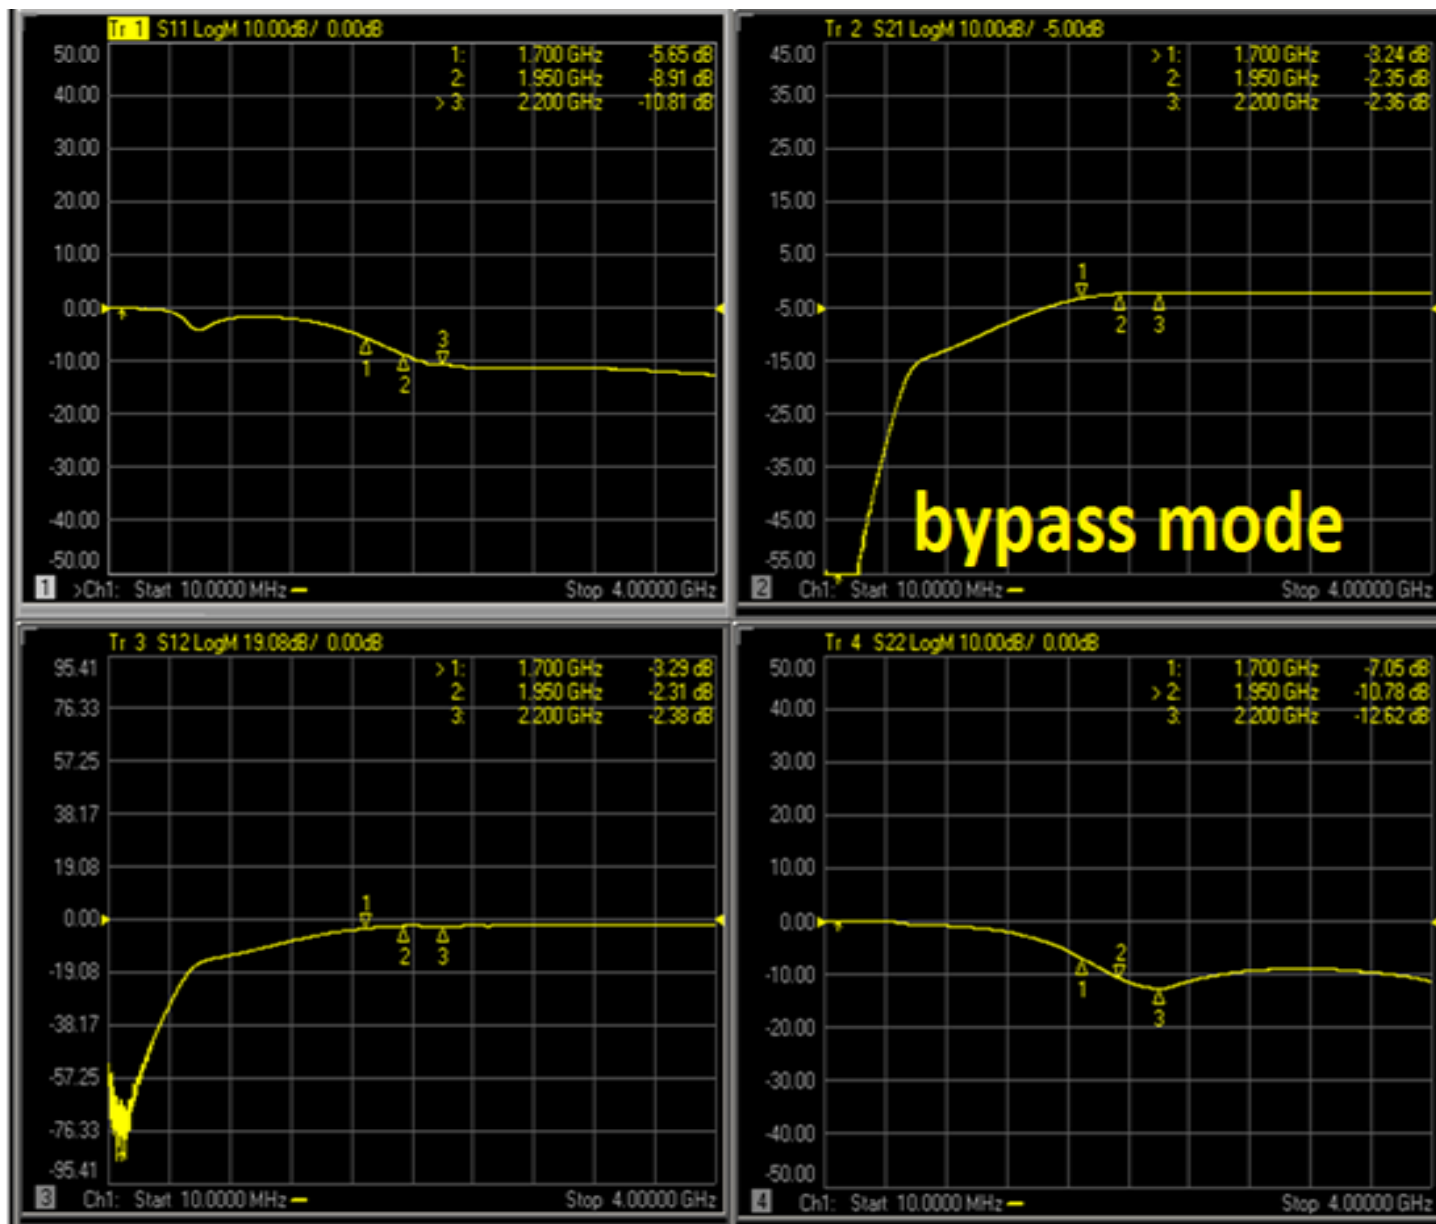 Tr 1 S11 LogM 10.00dB/ 0.00dB
50.00
40.00
30.00
20.00
10.00
0.00
-10.00
-20.00
-30.00
-40.00
-50.00
1: 1.700 GHz -5.65 dB
2: 1.950 GHz -8.91 dB
> 3: 2.200 GHz -10.81 dB
1
2
3
1 >Ch1: Start 10.0000 MHz Stop 4.00000 GHz
Tr 2 S21 LogM 10.00dB/ -5.00dB
45.00
35.00
25.00
15.00
5.00
-5.00
-15.00
-25.00
-35.00
-45.00
-55.00
> 1: 1.700 GHz -3.24 dB
2: 1.950 GHz -2.35 dB
3: 2.200 GHz -2.36 dB
1
2
3
bypass mode
2 Ch1: Start 10.0000 MHz Stop 4.00000 GHz
Tr 3 S12 LogM 19.08dB/ 0.00dB
95.41
76.33
57.25
38.17
19.08
0.00
-19.08
-38.17
-57.25
-76.33
-95.41
> 1: 1.700 GHz -3.29 dB
2: 1.950 GHz -2.31 dB
3: 2.200 GHz -2.38 dB
1
2
3
3 Ch1: Start 10.0000 MHz Stop 4.00000 GHz
Tr 4 S22 LogM 10.00dB/ 0.00dB
50.00
40.00
30.00
20.00
10.00
0.00
-10.00
-20.00
-30.00
-40.00
-50.00
1: 1.700 GHz -7.05 dB
> 2: 1.950 GHz -10.78 dB
3: 2.200 GHz -12.62 dB
1
2
3
4 Ch1: Start 10.0000 MHz Stop 4.00000 GHz